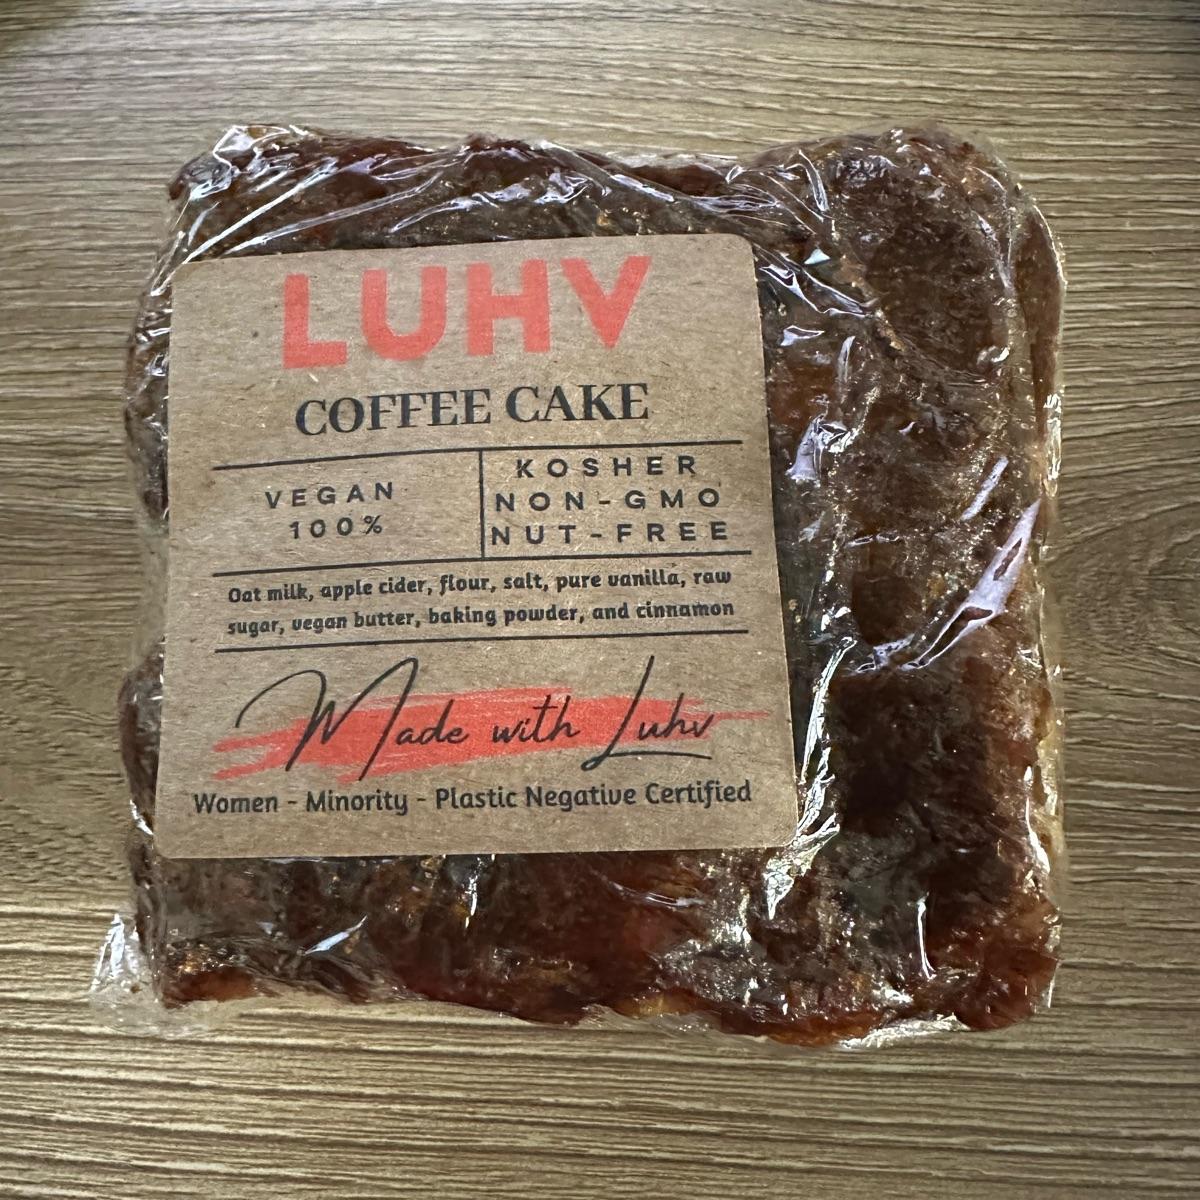 LUHV
COFFEE CAKE
VEGAN
100%
KOSHER
NON-GMO
NUT-FREE
Oat milk, apple cider, flour, salt, pure vanilla, raw
sugar, vegan butter, baking powder, and cinnamon
Made with Luhv
Women - Minority - Plastic Negative Certified